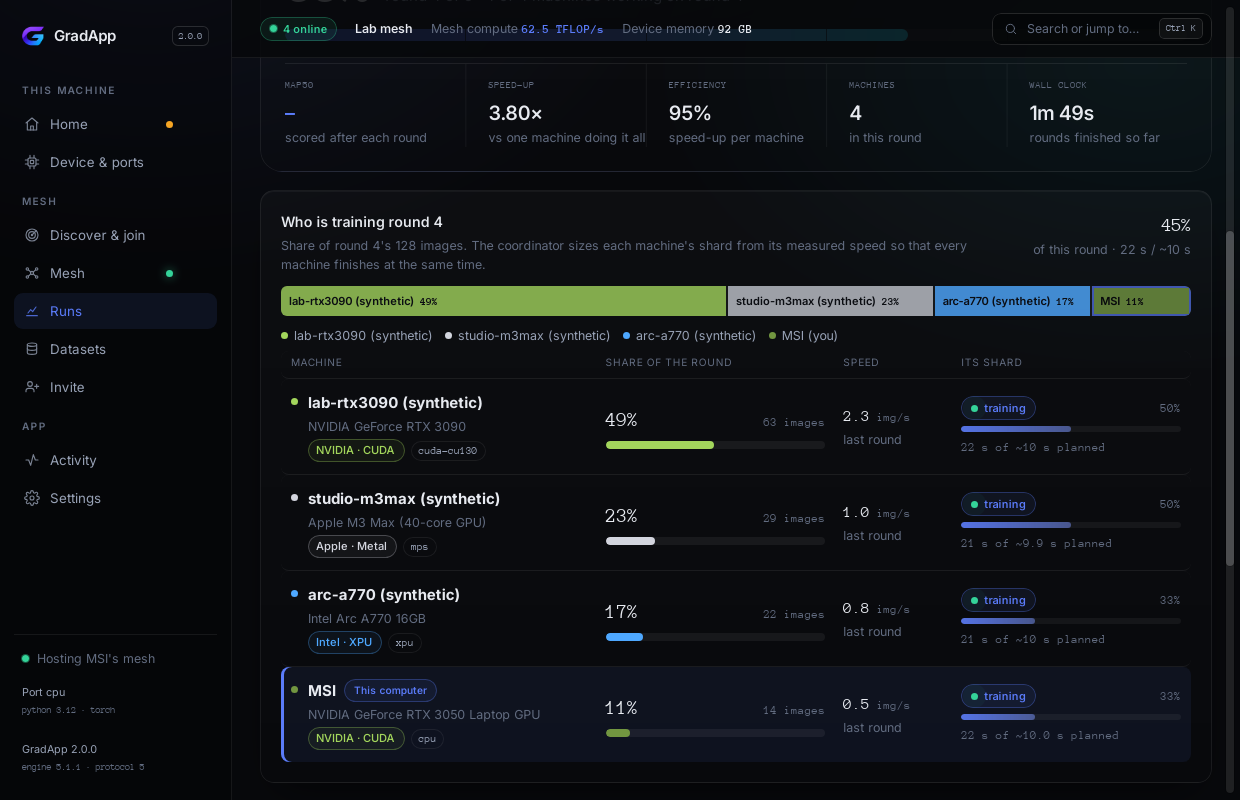 GradApp
2.0.0
THIS MACHINE
Home
Device & ports
MESH
Discover & join
Mesh
Runs
Datasets
Invite
APP
Activity
Settings
Hosting MSI's mesh
Port cpu
python 3.12 · torch
GradApp 2.0.0
engine 5.1.1 · protocol 5
4 online
Lab mesh
Mesh compute 62.5 TFLOP/s
Device memory 92 GB
Search or jump to...
Ctrl K
MAP50
–
scored after each round
SPEED-UP
3.80×
vs one machine doing it all
EFFICIENCY
95%
speed-up per machine
MACHINES
4
in this round
WALL CLOCK
1m 49s
rounds finished so far
Who is training round 4
Share of round 4's 128 images. The coordinator sizes each machine's shard from its measured speed so that every
machine finishes at the same time.
45%
of this round · 22 s / ~10 s
lab-rtx3090 (synthetic) 49%
studio-m3max (synthetic) 23%
arc-a770 (synthetic) 17%
MSI 11%
lab-rtx3090 (synthetic)
studio-m3max (synthetic)
arc-a770 (synthetic)
MSI (you)
MACHINE
SHARE OF THE ROUND
SPEED
ITS SHARD
lab-rtx3090 (synthetic)
NVIDIA GeForce RTX 3090
NVIDIA · CUDA
cuda-cu130
49%
63 images
2.3 img/s
last round
training
50%
22 s of ~10 s planned
studio-m3max (synthetic)
Apple M3 Max (40-core GPU)
Apple · Metal
mps
23%
29 images
1.0 img/s
last round
training
50%
21 s of ~9.9 s planned
arc-a770 (synthetic)
Intel Arc A770 16GB
Intel · XPU
xpu
17%
22 images
0.8 img/s
last round
training
33%
21 s of ~10 s planned
MSI
This computer
NVIDIA GeForce RTX 3050 Laptop GPU
NVIDIA · CUDA
cpu
11%
14 images
0.5 img/s
last round
training
33%
22 s of ~10.0 s planned